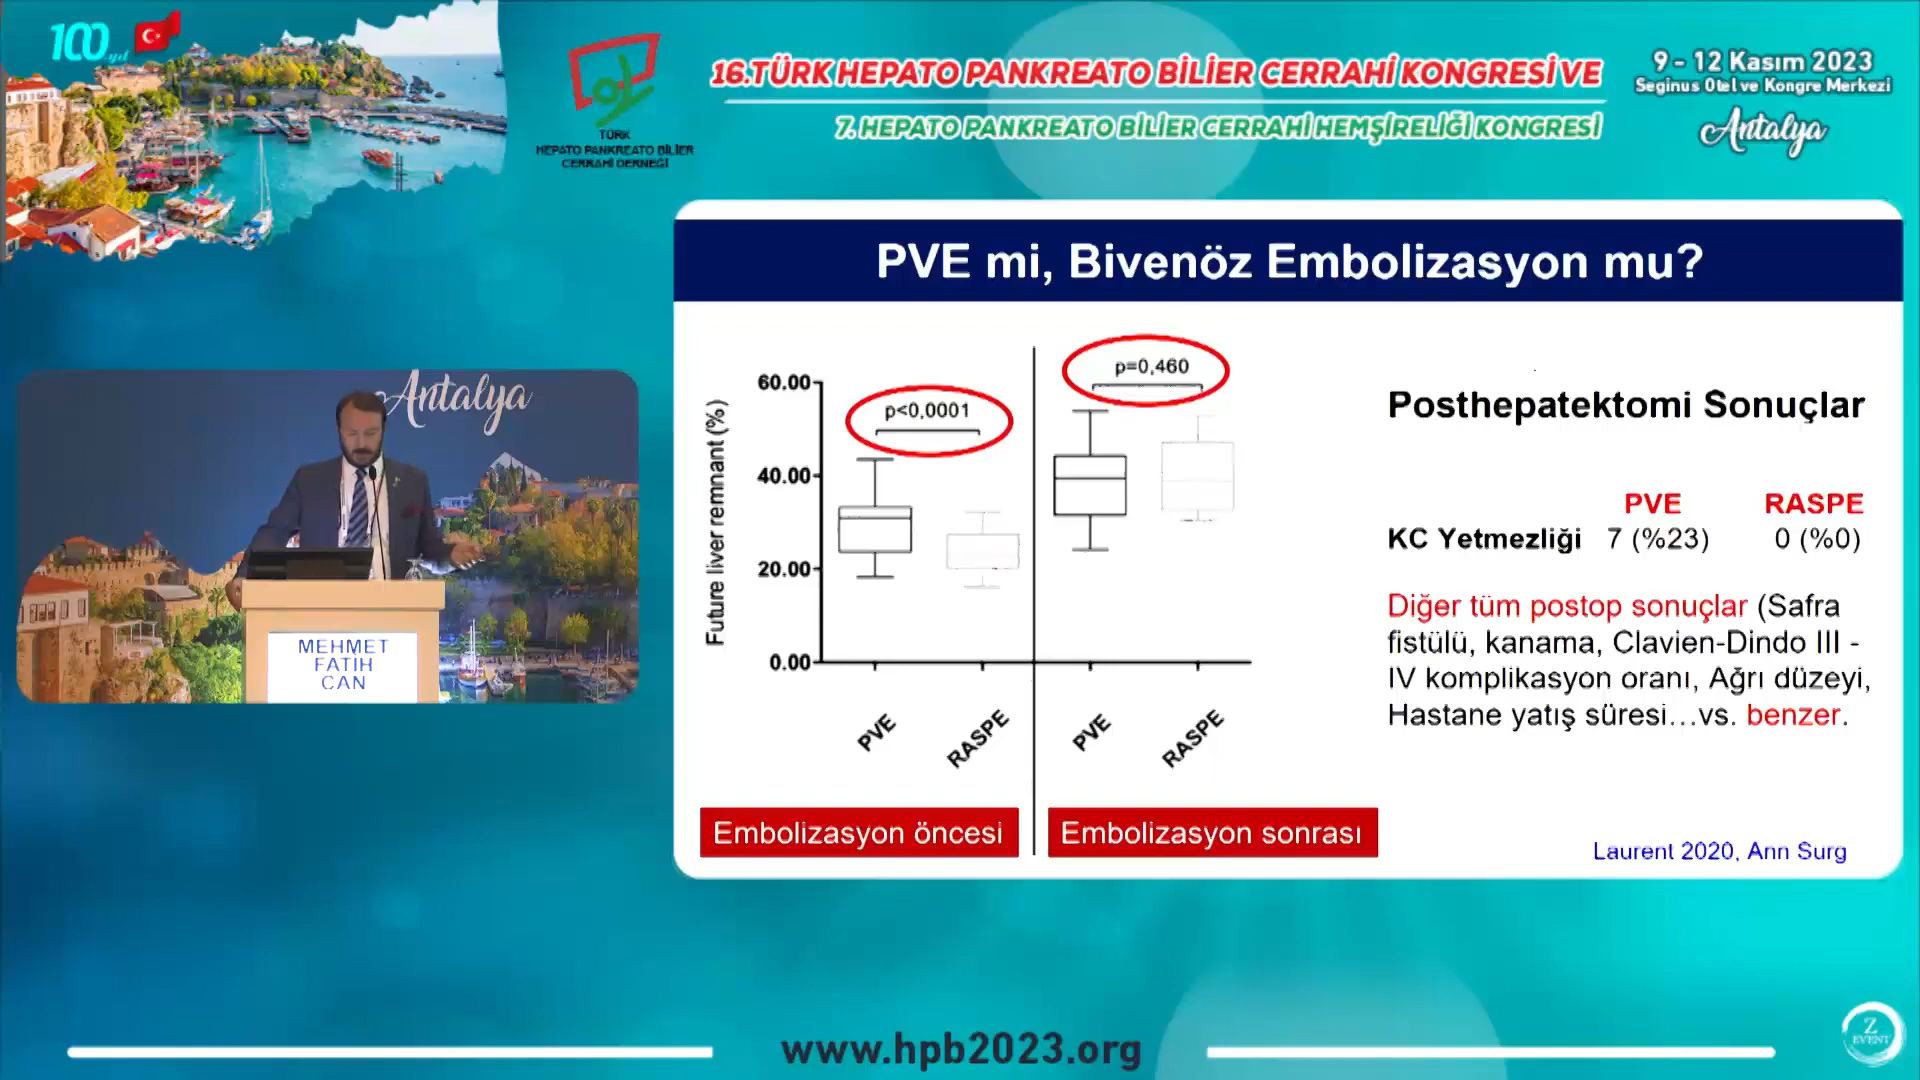 100.yıl
TÜRK
HEPATO PANKREATO BİLİER
CERRAHİ DERNEĞİ
16.TÜRK HEPATO PANKREATO BİLİER CERRAHİ KONGRESİ VE
7. HEPATO PANKREATO BİLİER CERRAHİ HEMŞİRELİĞİ KONGRESİ
9 - 12 Kasım 2023
Seginus Otel ve Kongre Merkezi
Antalya
Antalya
MEHMET
FATIH
CAN
PVE mi, Bivenöz Embolizasyon mu?
Future liver remnant (%)
60.00
40.00
20.00
0.00
p<0,0001
p=0,460
PVE
RASPE
PVE
RASPE
Embolizasyon öncesi
Embolizasyon sonrası
Posthepatektomi Sonuçlar
PVE RASPE
KC Yetmezliği 7 (%23) 0 (%0)
Diğer tüm postop sonuçlar (Safra
fistülü, kanama, Clavien-Dindo III -
IV komplikasyon oranı, Ağrı düzeyi,
Hastane yatış süresi…vs. benzer.
Laurent 2020, Ann Surg
www.hpb2023.org
Z
EVENT